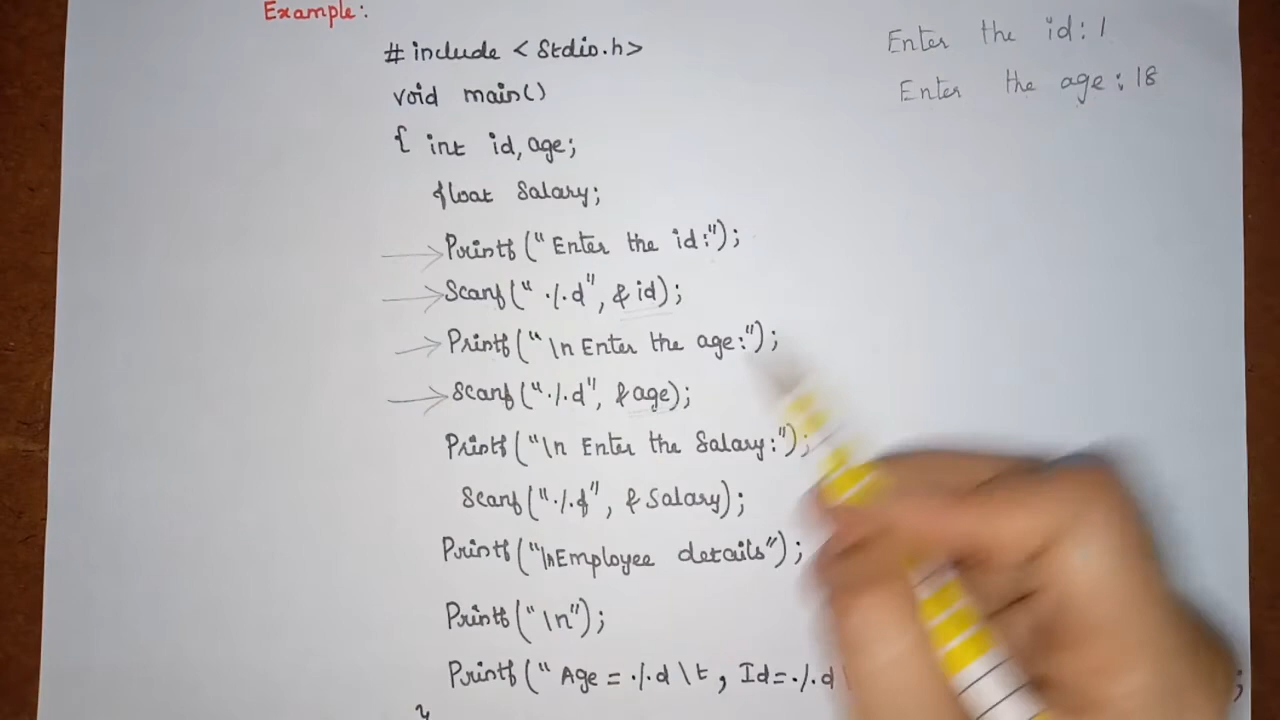 Example:
#include <Stdio.h>
void main()
{ int id, age;
float Salary;
Printf("Enter the id:");
Scanf("%d", &id);
Printf("\n Enter the age:");
Scanf("%d", &age);
Printf("\n Enter the Salary:");
Scanf("%f", &Salary);
Printf("\nEmployee details");
Printf("\n");
Printf("Age = %d \t, Id = %d \ ;
}
Enter the id: 1
Enter the age: 18